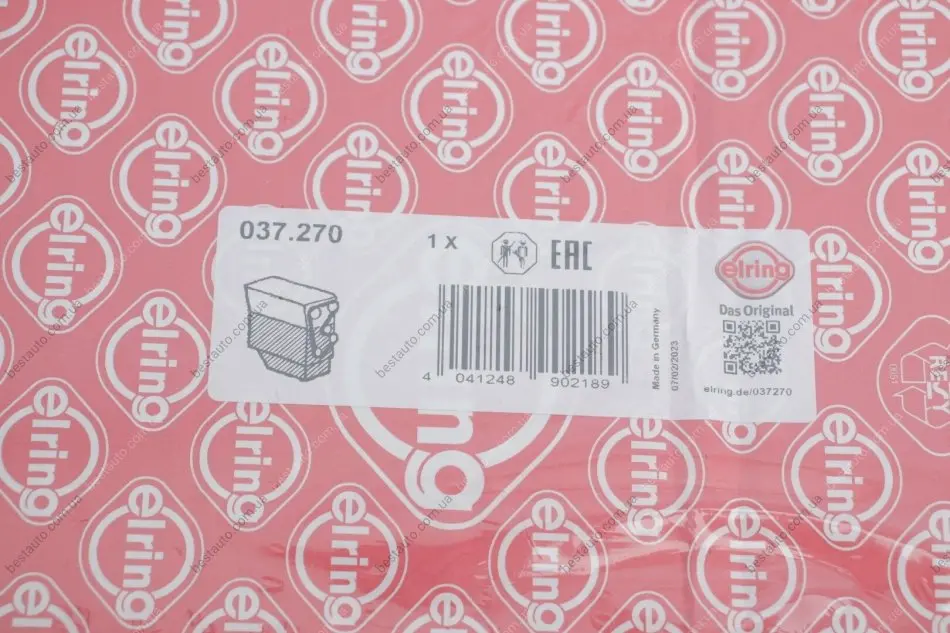 037.270
1 X
EAC
elring
Das Original
4 041248 902189
Made in Germany
07/02/2023
elring.de/037270
elring
bestauto.com.ua